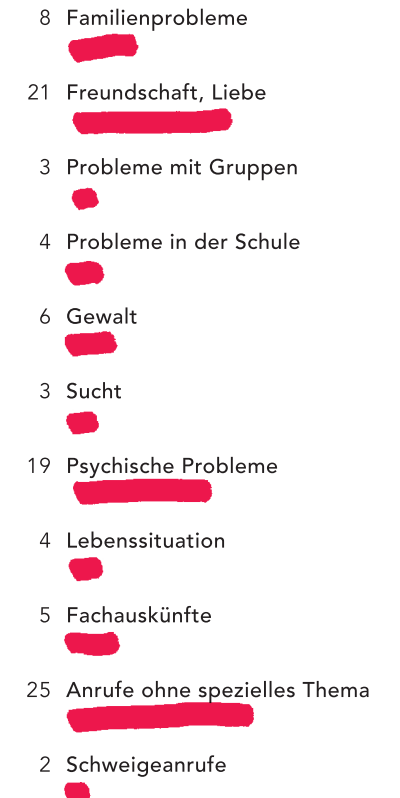 8 Familienprobleme
21 Freundschaft, Liebe
3 Probleme mit Gruppen
4 Probleme in der Schule
6 Gewalt
3 Sucht
19 Psychische Probleme
4 Lebenssituation
5 Fachauskünfte
25 Anrufe ohne spezielles Thema
2 Schweigeanrufe